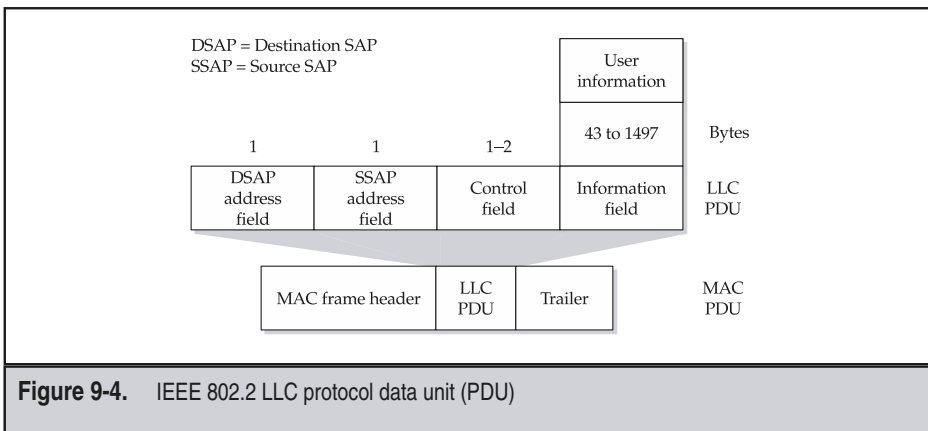 DSAP = Destination SAP
SSAP = Source SAP
User
information
43 to 1497
Bytes
1
1
1–2
DSAP
address
field
SSAP
address
field
Control
field
Information
field
LLC
PDU
MAC frame header
LLC
PDU
Trailer
MAC
PDU
Figure 9-4. IEEE 802.2 LLC protocol data unit (PDU)